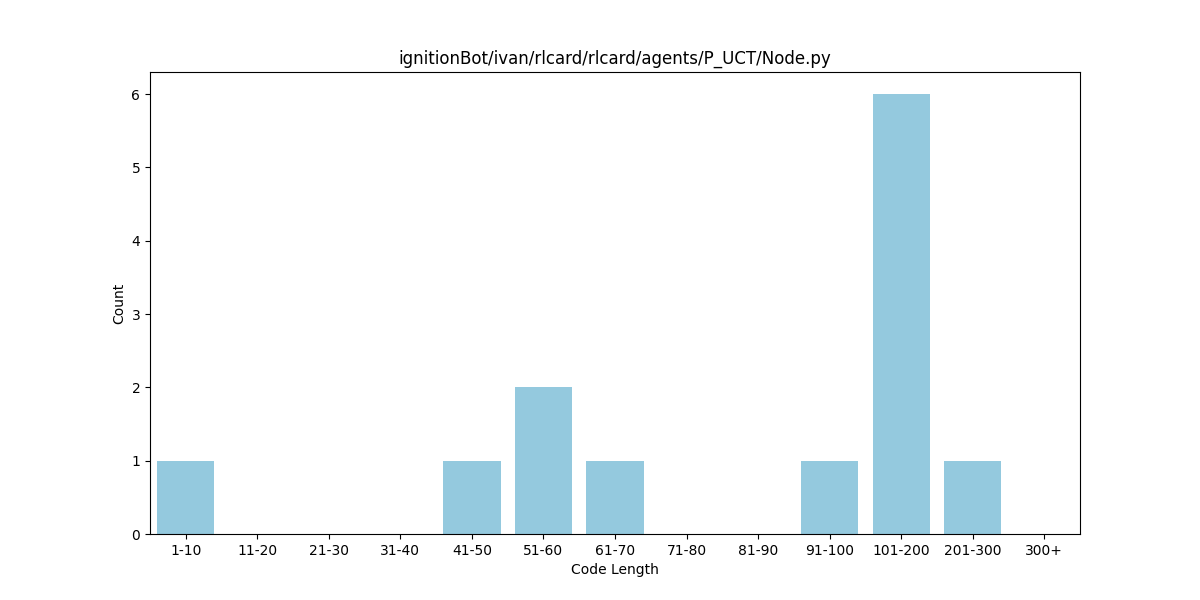 ignitionBot/ivan/rlcard/rlcard/agents/P_UCT/Node.py
6
5
4
3
2
1
0
Count
1-10 11-20 21-30 31-40 41-50 51-60 61-70 71-80 81-90 91-100 101-200 201-300 300+
Code Length